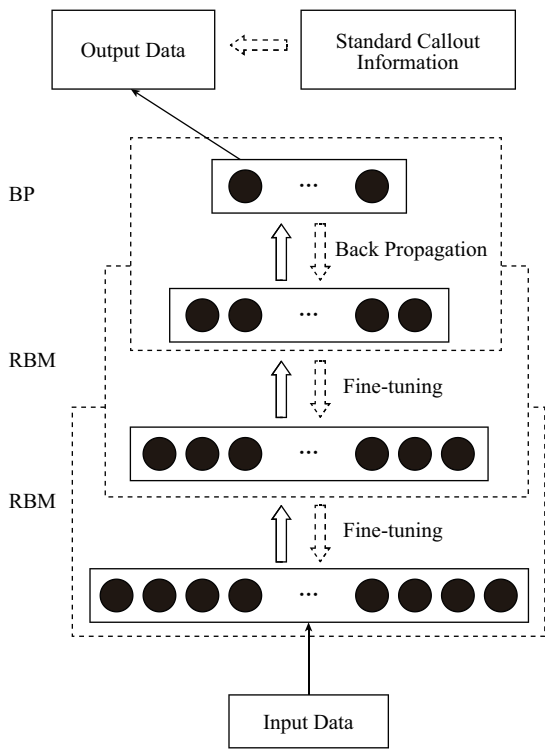 Output Data
Standard Callout
Information
BP
...
Back Propagation
...
RBM
Fine-tuning
...
RBM
Fine-tuning
...
Input Data